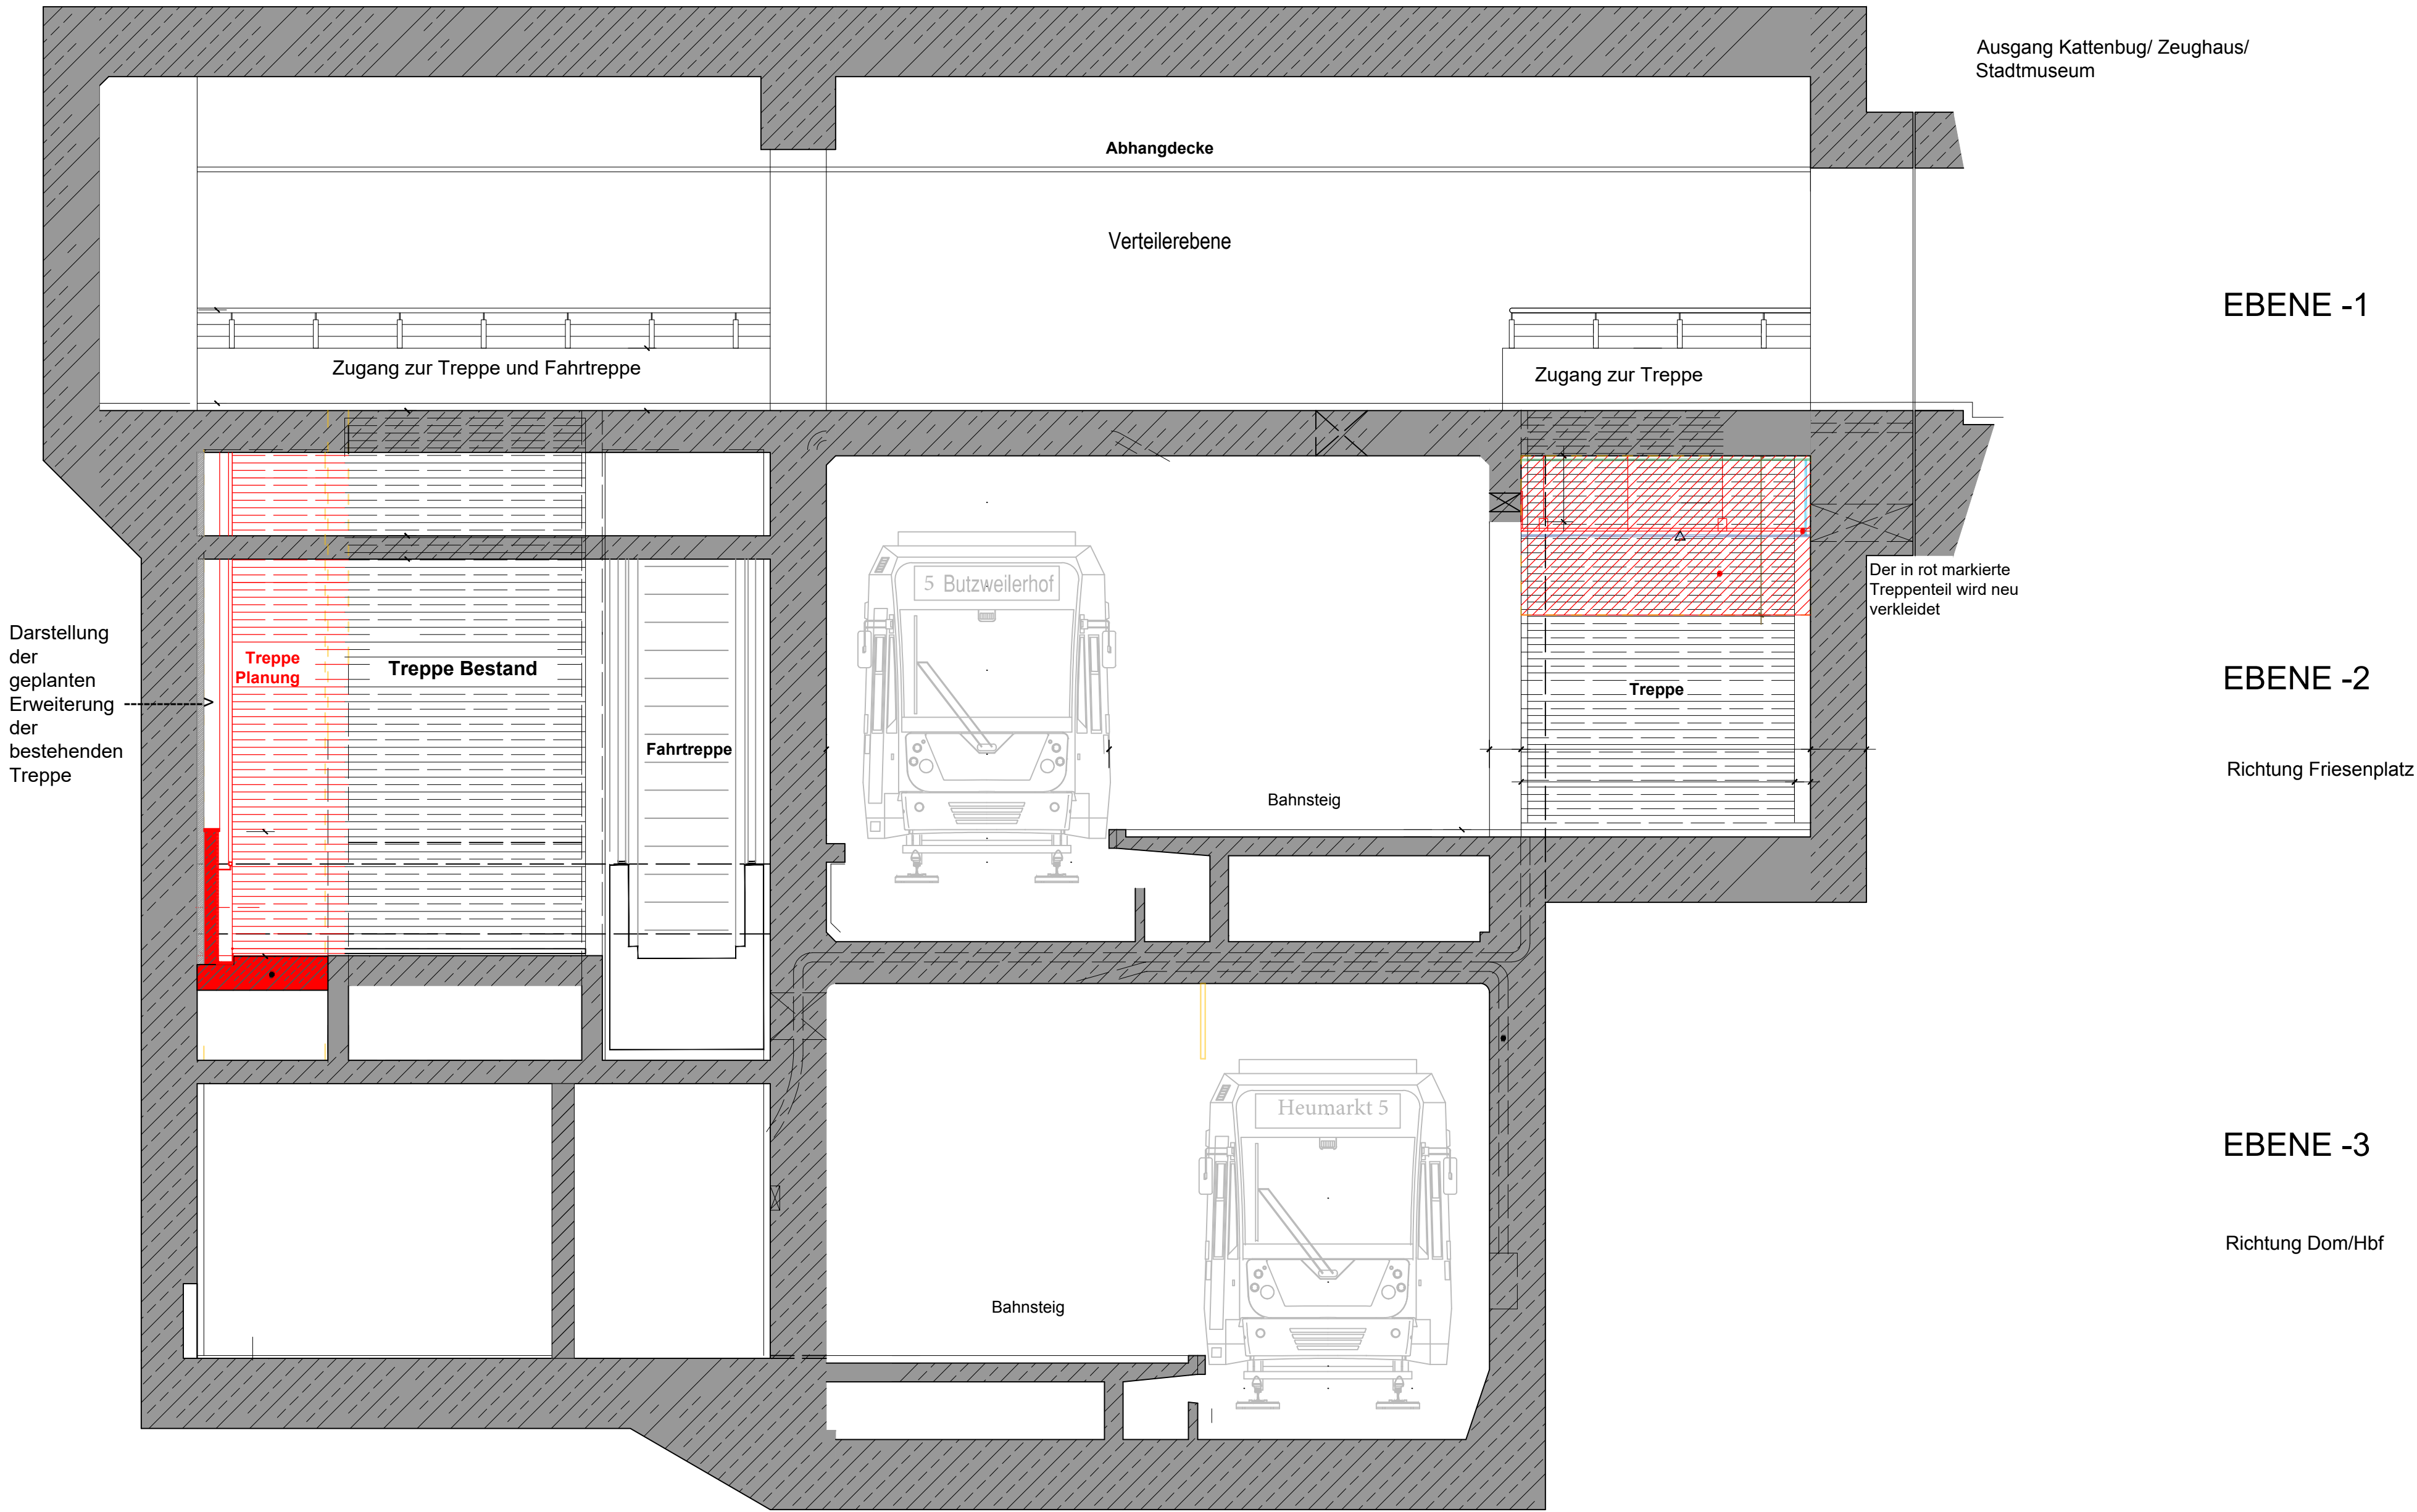 Ausgang Kattenbug/ Zeughaus/
Stadtmuseum
Abhangdecke
Verteilerebene
EBENE -1
Zugang zur Treppe und Fahrtreppe
Zugang zur Treppe
5 Butzweilerhof
Der in rot markierte
Treppenteil wird neu
verkleidet
Darstellung
der
geplanten
Erweiterung
der
bestehenden
Treppe
Treppe
Planung
Treppe Bestand
Fahrtreppe
Treppe
EBENE -2
Bahnsteig
Richtung Friesenplatz
Heumarkt 5
EBENE -3
Bahnsteig
Richtung Dom/Hbf